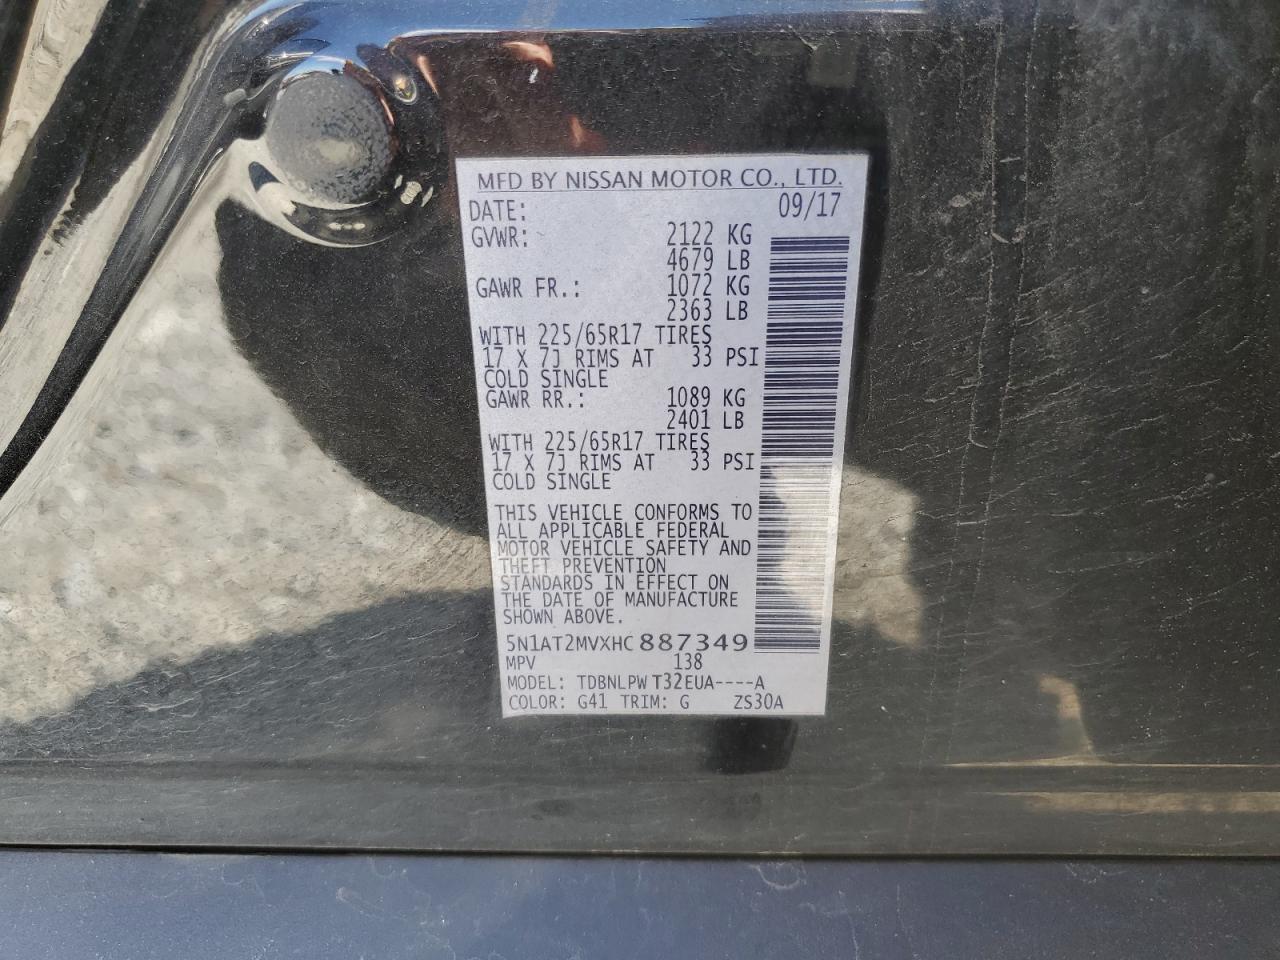 MFD BY NISSAN MOTOR CO., LTD.
DATE: 09/17
GVWR: 2122 KG
4679 LB
GAWR FR.: 1072 KG
2363 LB
WITH 225/65R17 TIRES
17 X 7J RIMS AT 33 PSI
COLD SINGLE
GAWR RR.: 1089 KG
2401 LB
WITH 225/65R17 TIRES
17 X 7J RIMS AT 33 PSI
COLD SINGLE
THIS VEHICLE CONFORMS TO
ALL APPLICABLE FEDERAL
MOTOR VEHICLE SAFETY AND
THEFT PREVENTION
STANDARDS IN EFFECT ON
THE DATE OF MANUFACTURE
SHOWN ABOVE.
5N1AT2MVXHC887349
MPV 138
MODEL: TDBNLPW T32EUA----A
COLOR: G41 TRIM: G ZS30A